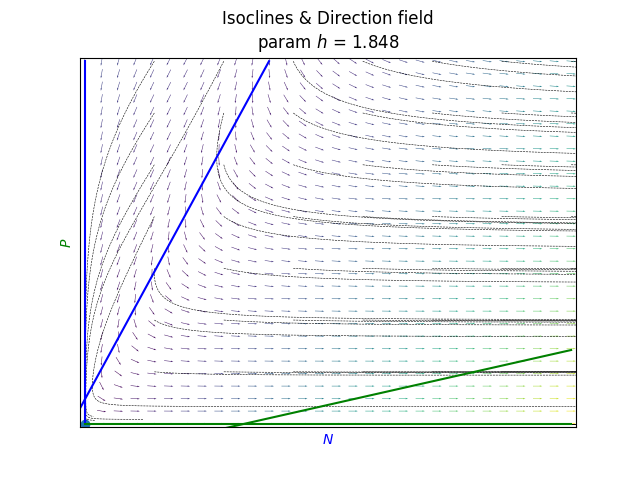 Isoclines & Direction field
param h = 1.848
P
N